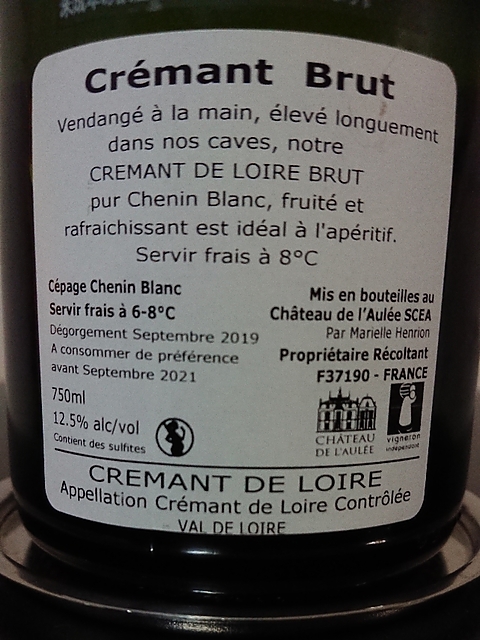 Crémant Brut
Vendangé à la main, élevé longuement
dans nos caves, notre
CREMANT DE LOIRE BRUT
pur Chenin Blanc, fruité et
rafraichissant est idéal à l'apéritif.
Servir frais à 8°C
Cépage Chenin Blanc
Servir frais à 6-8°C
Dégorgement Septembre 2019
A consommer de préférence
avant Septembre 2021
750ml
12.5% alc/vol
Contient des sulfites
Mis en bouteilles au
Château de l'Aulée SCEA
Par Marielle Henrion
Propriétaire Récoltant
F37190 - FRANCE
CHÂTEAU
DE L'AULÉE
vigneron
indépendant
CREMANT DE LOIRE
Appellation Crémant de Loire Contrôlée
VAL DE LOIRE